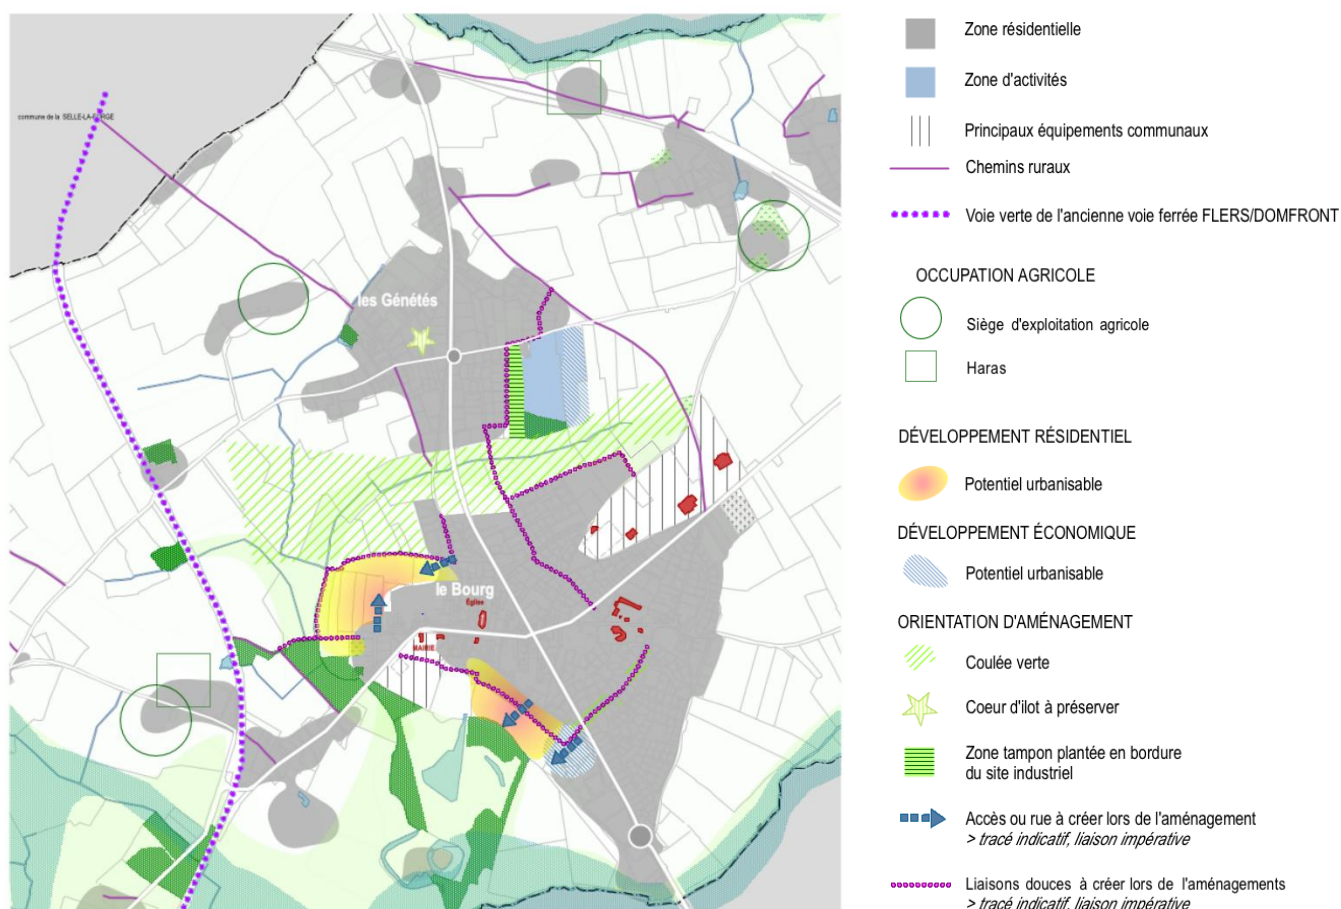 commune de la SELLE-LA-FORGE
les Génétés
le Bourg
Église
MAIRIE
Zone résidentielle
Zone d'activités
Principaux équipements communaux
Chemins ruraux
Voie verte de l'ancienne voie ferrée FLERS/DOMFRONT
OCCUPATION AGRICOLE
Siège d'exploitation agricole
Haras
DÉVELOPPEMENT RÉSIDENTIEL
Potentiel urbanisable
DÉVELOPPEMENT ÉCONOMIQUE
Potentiel urbanisable
ORIENTATION D'AMÉNAGEMENT
Coulée verte
Coeur d'ilot à préserver
Zone tampon plantée en bordure
du site industriel
Accès ou rue à créer lors de l'aménagement
> tracé indicatif, liaison impérative
Liaisons douces à créer lors de l'aménagements
> tracé indicatif, liaison impérative